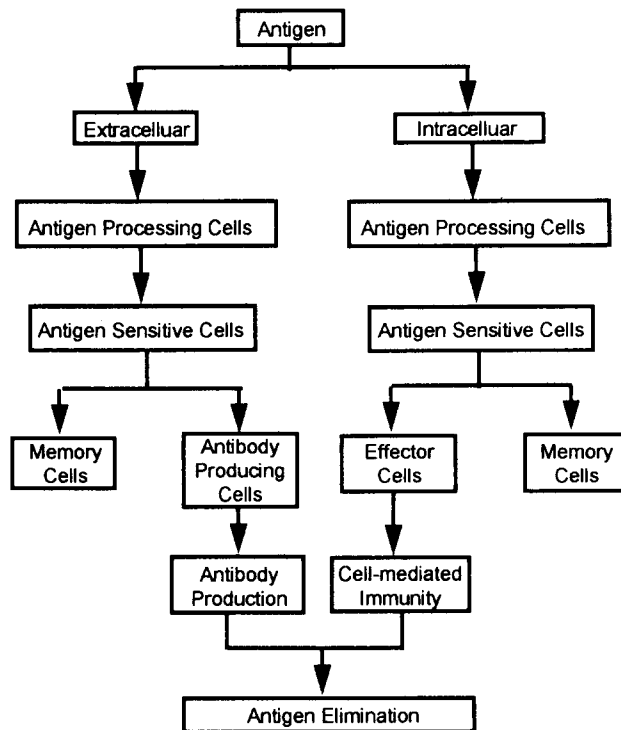 Antigen
Extracelluar
Intracelluar
Antigen Processing Cells
Antigen Processing Cells
Antigen Sensitive Cells
Antigen Sensitive Cells
Memory
Cells
Antibody
Producing
Cells
Effector
Cells
Memory
Cells
Antibody
Production
Cell-mediated
Immunity
Antigen Elimination